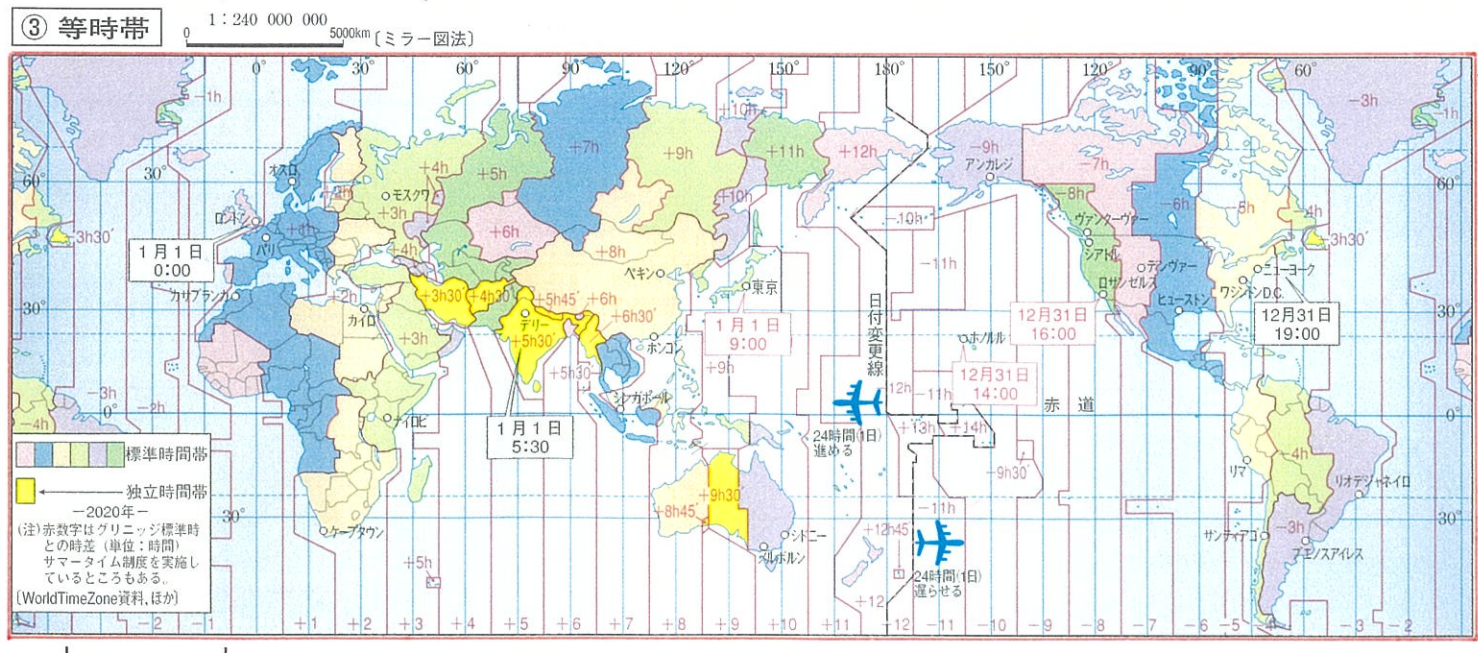 ③ 等時帯
1:240 000 000
0 5000km
〔ミラー図法〕
0° 30° 60° 90° 120° 150° 180° 150° 120° 90° 60°
-1h
-3h
-1h
+10h
+7h
+9h
+11h
+12h
-9h
アンカレジ
-7h
+4h
+5h
オスロ
60°
30°
60°
+2h
モスクワ
+3h
+10h
-8h
-6h
-5h
-4h
ロンドン
-10h
ヴァンクーヴァー
-3h30′
-3h30′
パリ
+1h
+4h
+6h
1月1日
0:00
+8h
-11h
シアトル
デンヴァー
ニューヨーク
ペキン
東京
ロサンゼルス
ワシントンD.C.
カサブランカ
+2h
+3h30′
+4h30′
+5h45′
+6h
ヒューストン
30°
カイロ
デリー
+6h30′
1月1日
9:00
日付変更線
12月31日
16:00
12月31日
19:00
30°
+3h
+5h30′
ホンコン
ホノルル
+5h30′
+9h
12月31日
14:00
-3h
-2h
シンガポール
-12h
-11h
0°
赤道
0°
-4h
ナイロビ
1月1日
5:30
24時間(1日)
進める
+13h
+14h
標準時間帯
-9h30′
-4h
リマ
リオデジャネイロ
独立時間帯
-2020年-
+9h30′
+8h45′
-11h
30°
(注)赤数字はグリニッジ標準時
との時差(単位:時間)
サマータイム制度を実施し
ているところもある。
〔WorldTimeZone資料,ほか〕
ケープタウン
シドニー
メルボルン
+12h45′
-3h
サンティアゴ
ブエノスアイレス
30°
+5h
24時間(1日)
遅らせる
+12
-2 -1 +1 +2 +3 +4 +5 +6 +7 +8 +9 +10 +11 -12 -11 -10 -9 -8 -7 -6 -5 -4 -3 -2